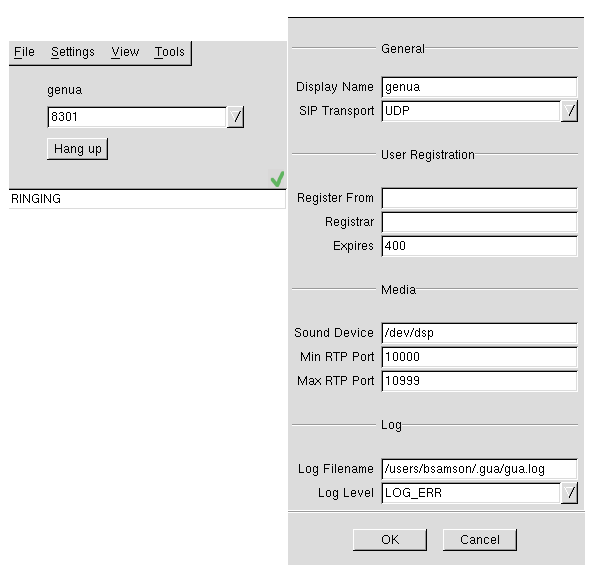 File Settings View Tools
genua
8301
Hang up
RINGING
General
Display Name genua
SIP Transport UDP
User Registration
Register From
Registrar
Expires 400
Media
Sound Device /dev/dsp
Min RTP Port 10000
Max RTP Port 10999
Log
Log Filename /users/bsamson/.gua/gua.log
Log Level LOG_ERR
OK Cancel